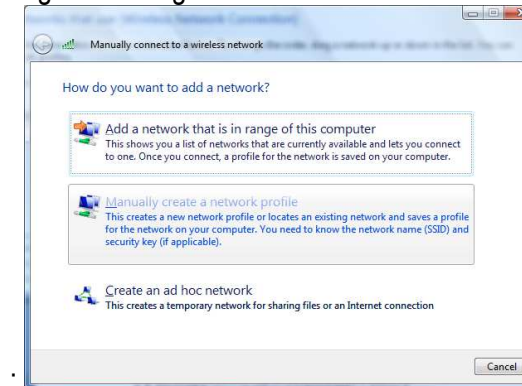 Manually connect to a wireless network
How do you want to add a network?
Add a network that is in range of this computer
This shows you a list of networks that are currently available and lets you connect
to one. Once you connect, a profile for the network is saved on your computer.
Manually create a network profile
This creates a new network profile or locates an existing network and saves a profile
for the network on your computer. You need to know the network name (SSID) and
security key (if applicable).
Create an ad hoc network
This creates a temporary network for sharing files or an Internet connection
.
Cancel